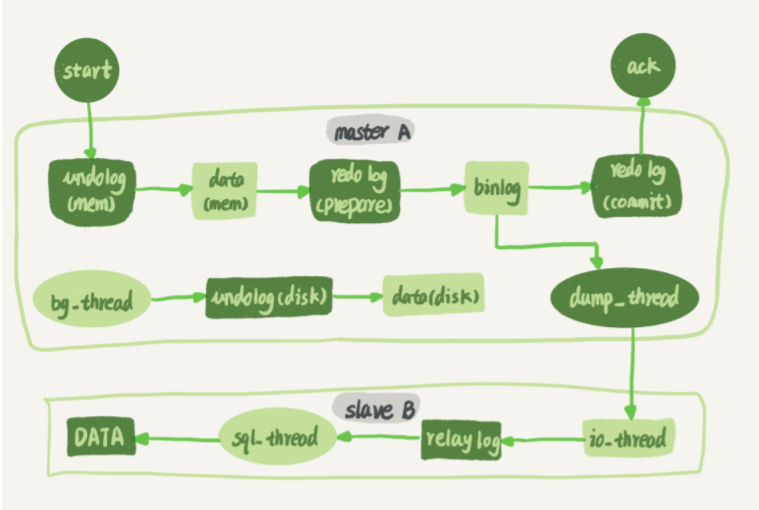 start
ack
master A
undolog
(mem)
data
(mem)
redo log
(prepare)
binlog
redo log
(commit)
bg_thread
undolog(disk)
data(disk)
dump_thread
slave B
DATA
sql_thread
relay log
io_thread